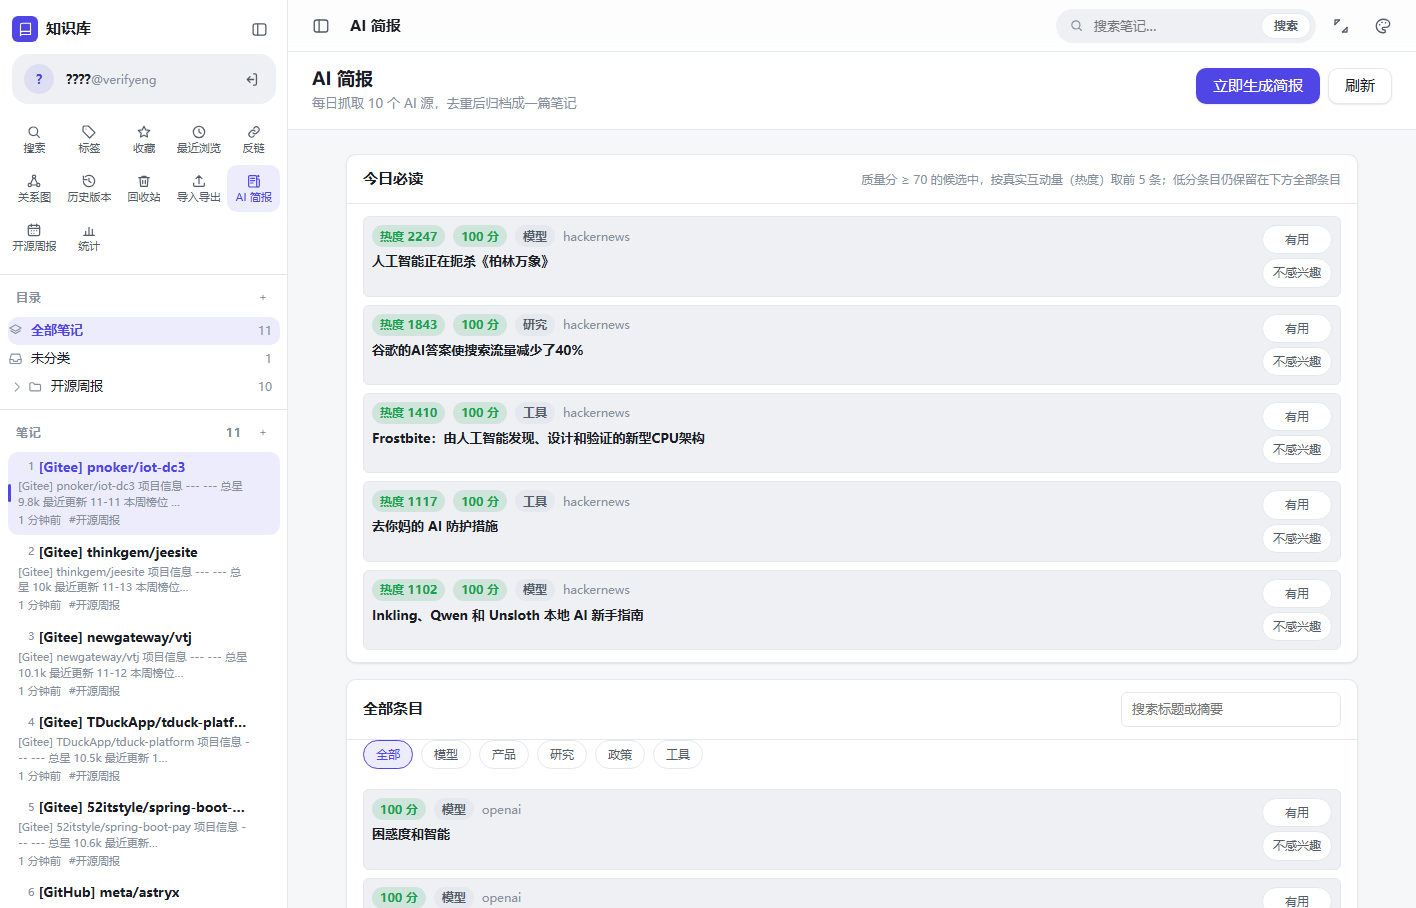 知识库
?
????@verifyeng
搜索
标签
收藏
最近浏览
反链
关系图
历史版本
回收站
导入导出
AI 简报
开源周报
统计
目录
+
全部笔记 11
未分类 1
开源周报 10
笔记 11 +
1 [Gitee] pnoker/iot-dc3
[Gitee] pnoker/iot-dc3 项目信息 --- --- 总星
9.8k 最近更新 11-11 本周榜位 ...
1 分钟前 #开源周报
2 [Gitee] thinkgem/jeesite
[Gitee] thinkgem/jeesite 项目信息 --- --- 总
星 10k 最近更新 11-13 本周榜位...
1 分钟前 #开源周报
3 [Gitee] newgateway/vtj
[Gitee] newgateway/vtj 项目信息 --- --- 总星
10.1k 最近更新 11-12 本周榜位...
1 分钟前 #开源周报
4 [Gitee] TDuckApp/tduck-platf...
[Gitee] TDuckApp/tduck-platform 项目信息 -
-- --- 总星 10.5k 最近更新 1...
1 分钟前 #开源周报
5 [Gitee] 52itstyle/spring-boot-...
[Gitee] 52itstyle/spring-boot-pay 项目信息 -
-- --- 总星 10.6k 最近更新...
1 分钟前 #开源周报
6 [GitHub] meta/astryx
AI 简报
搜索笔记...
搜索
AI 简报
每日抓取 10 个 AI 源，去重后归档成一篇笔记
立即生成简报
刷新
今日必读
质量分 ≥ 70 的候选中，按真实互动量（热度）取前 5 条；低分条目仍保留在下方全部条目
热度 2247 100 分 模型 hackernews
人工智能正在扼杀《柏林万象》
有用
不感兴趣
热度 1843 100 分 研究 hackernews
谷歌的AI答案使搜索流量减少了40%
有用
不感兴趣
热度 1410 100 分 工具 hackernews
Frostbite：由人工智能发现、设计和验证的新型CPU架构
有用
不感兴趣
热度 1117 100 分 工具 hackernews
去你妈的 AI 防护措施
有用
不感兴趣
热度 1102 100 分 模型 hackernews
Inkling、Qwen 和 Unsloth 本地 AI 新手指南
有用
不感兴趣
全部条目
搜索标题或摘要
全部
模型
产品
研究
政策
工具
100 分 模型 openai
困惑度和智能
有用
不感兴趣
100 分 模型 openai
有用